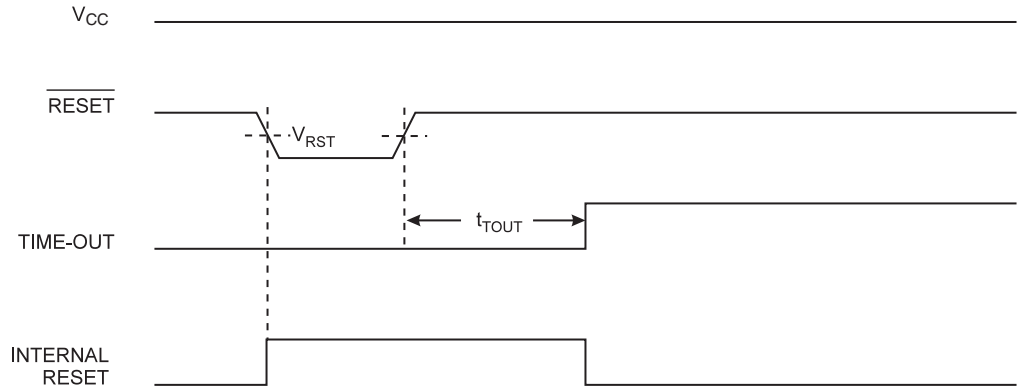 VCC
RESET
VRST
tTOUT
TIME-OUT
INTERNAL
RESET